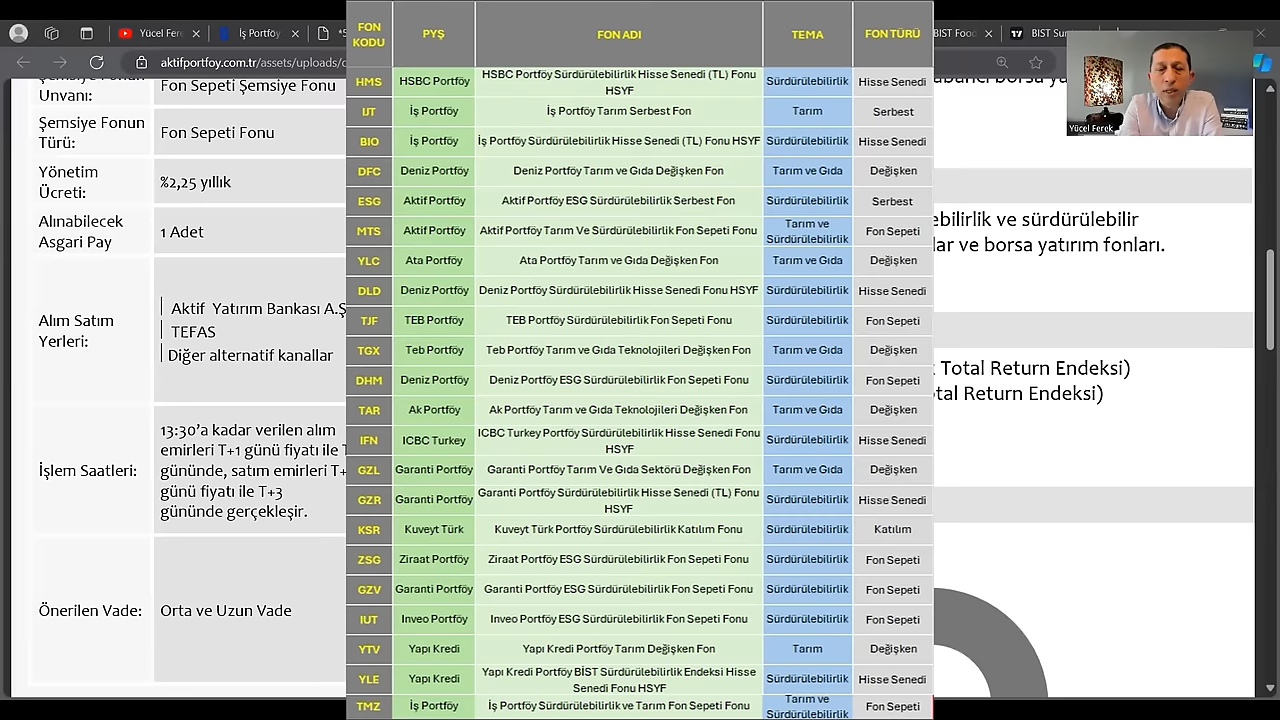 Yücel Ferek
İş Portföy
BIST Food
BIST Sus
aktifportfoy.com.tr/assets/uploads/
Unvanı:
Fon Sepeti Şemsiye Fonu
Şemsiye Fonun
Türü:
Fon Sepeti Fonu
Yönetim
Ücreti:
%2,25 yıllık
Alınabilecek
Asgari Pay
1 Adet
Alım Satım
Yerleri:
Aktif Yatırım Bankası A.Ş
TEFAS
Diğer alternatif kanallar
İşlem Saatleri:
13:30’a kadar verilen alım
emirleri T+1 günü fiyatı ile T
gününde, satım emirleri T+
günü fiyatı ile T+3
gününde gerçekleşir.
Önerilen Vade:
Orta ve Uzun Vade
FON KODU PYŞ FON ADI TEMA FON TÜRÜ
HMS HSBC Portföy HSBC Portföy Sürdürülebilirlik Hisse Senedi (TL) Fonu HSYF Sürdürülebilirlik Hisse Senedi
IJT İş Portföy İş Portföy Tarım Serbest Fon Tarım Serbest
BIO İş Portföy İş Portföy Sürdürülebilirlik Hisse Senedi (TL) Fonu HSYF Sürdürülebilirlik Hisse Senedi
DFC Deniz Portföy Deniz Portföy Tarım ve Gıda Değişken Fon Tarım ve Gıda Değişken
ESG Aktif Portföy Aktif Portföy ESG Sürdürülebilirlik Serbest Fon Sürdürülebilirlik Serbest
MTS Aktif Portföy Aktif Portföy Tarım Ve Sürdürülebilirlik Fon Sepeti Fonu Tarım ve Sürdürülebilirlik Fon Sepeti
YLC Ata Portföy Ata Portföy Tarım ve Gıda Değişken Fon Tarım ve Gıda Değişken
DLD Deniz Portföy Deniz Portföy Sürdürülebilirlik Hisse Senedi Fonu HSYF Sürdürülebilirlik Hisse Senedi
TJF TEB Portföy TEB Portföy Sürdürülebilirlik Fon Sepeti Fonu Sürdürülebilirlik Fon Sepeti
TGX Teb Portföy Teb Portföy Tarım ve Gıda Teknolojileri Değişken Fon Tarım ve Gıda Değişken
DHM Deniz Portföy Deniz Portföy ESG Sürdürülebilirlik Fon Sepeti Fonu Sürdürülebilirlik Fon Sepeti
TAR Ak Portföy Ak Portföy Tarım ve Gıda Teknolojileri Değişken Fon Tarım ve Gıda Değişken
IFN ICBC Turkey ICBC Turkey Portföy Sürdürülebilirlik Hisse Senedi Fonu HSYF Sürdürülebilirlik Hisse Senedi
GZL Garanti Portföy Garanti Portföy Tarım Ve Gıda Sektörü Değişken Fon Tarım ve Gıda Değişken
GZR Garanti Portföy Garanti Portföy Sürdürülebilirlik Hisse Senedi (TL) Fonu HSYF Sürdürülebilirlik Hisse Senedi
KSR Kuveyt Türk Kuveyt Türk Portföy Sürdürülebilirlik Katılım Fonu Sürdürülebilirlik Katılım
ZSG Ziraat Portföy Ziraat Portföy ESG Sürdürülebilirlik Fon Sepeti Fonu Sürdürülebilirlik Fon Sepeti
GZV Garanti Portföy Garanti Portföy ESG Sürdürülebilirlik Fon Sepeti Fonu Sürdürülebilirlik Fon Sepeti
IUT Inveo Portföy Inveo Portföy ESG Sürdürülebilirlik Fon Sepeti Fonu Sürdürülebilirlik Fon Sepeti
YTV Yapı Kredi Yapı Kredi Portföy Tarım Değişken Fon Tarım Değişken
YLE Yapı Kredi Yapı Kredi Portföy BİST Sürdürülebilirlik Endeksi Hisse Senedi Fonu HSYF Sürdürülebilirlik Hisse Senedi
TMZ İş Portföy İş Portföy Sürdürülebilirlik ve Tarım Fon Sepeti Fonu Tarım ve Sürdürülebilirlik Fon Sepeti
Yücel Ferek
ebilirlik ve sürdürülebilir
lar ve borsa yatırım fonları.
Total Return Endeksi)
otal Return Endeksi)